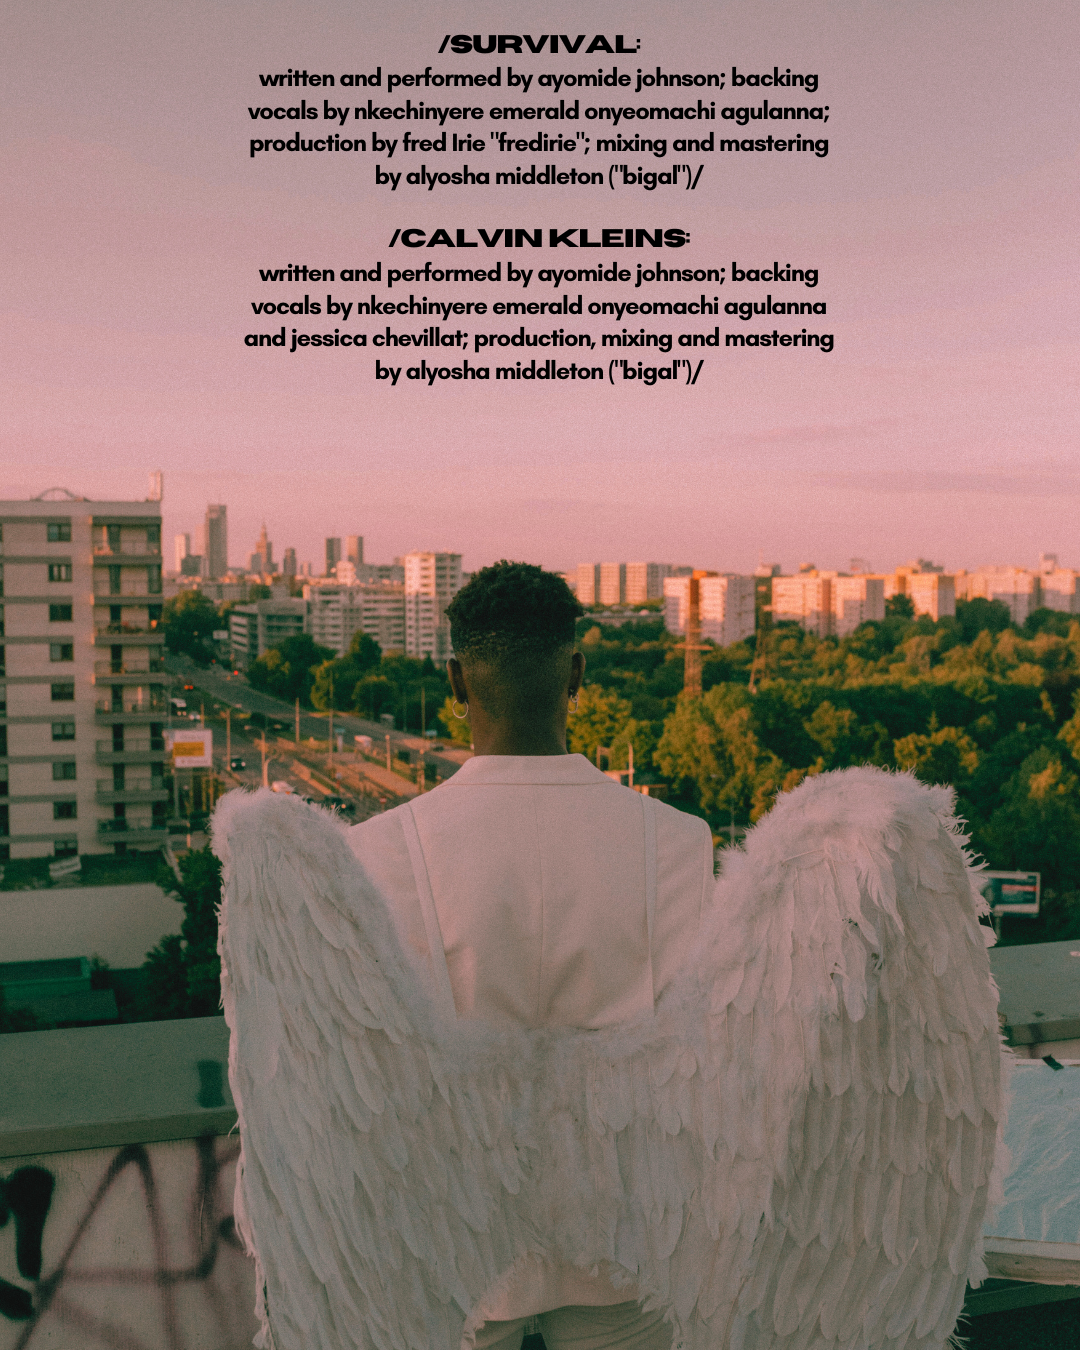 /SURVIVAL:
written and performed by ayomide johnson; backing
vocals by nkechinyere emerald onyeomachi agulanna;
production by fred Irie "fredirie"; mixing and mastering
by alyosha middleton ("bigal")/
/CALVIN KLEINS:
written and performed by ayomide johnson; backing
vocals by nkechinyere emerald onyeomachi agulanna
and jessica chevillat; production, mixing and mastering
by alyosha middleton ("bigal")/